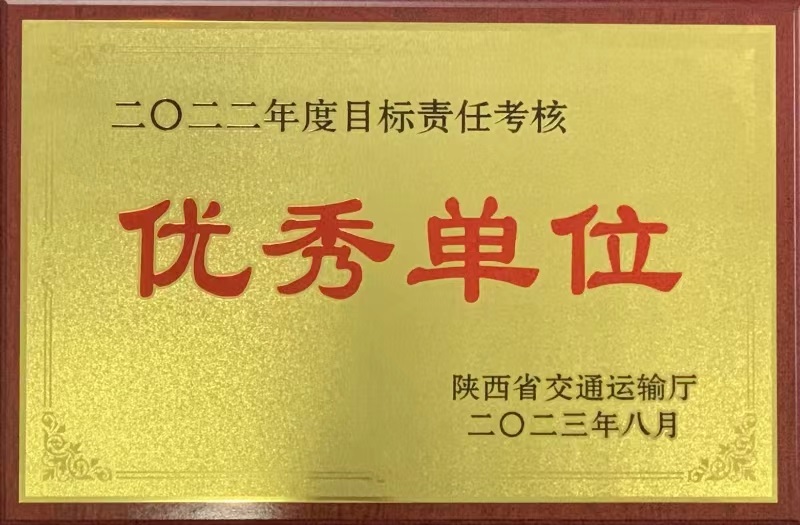 二〇二二年度目标责任考核
优秀单位
陕西省交通运输厅
二〇二三年八月